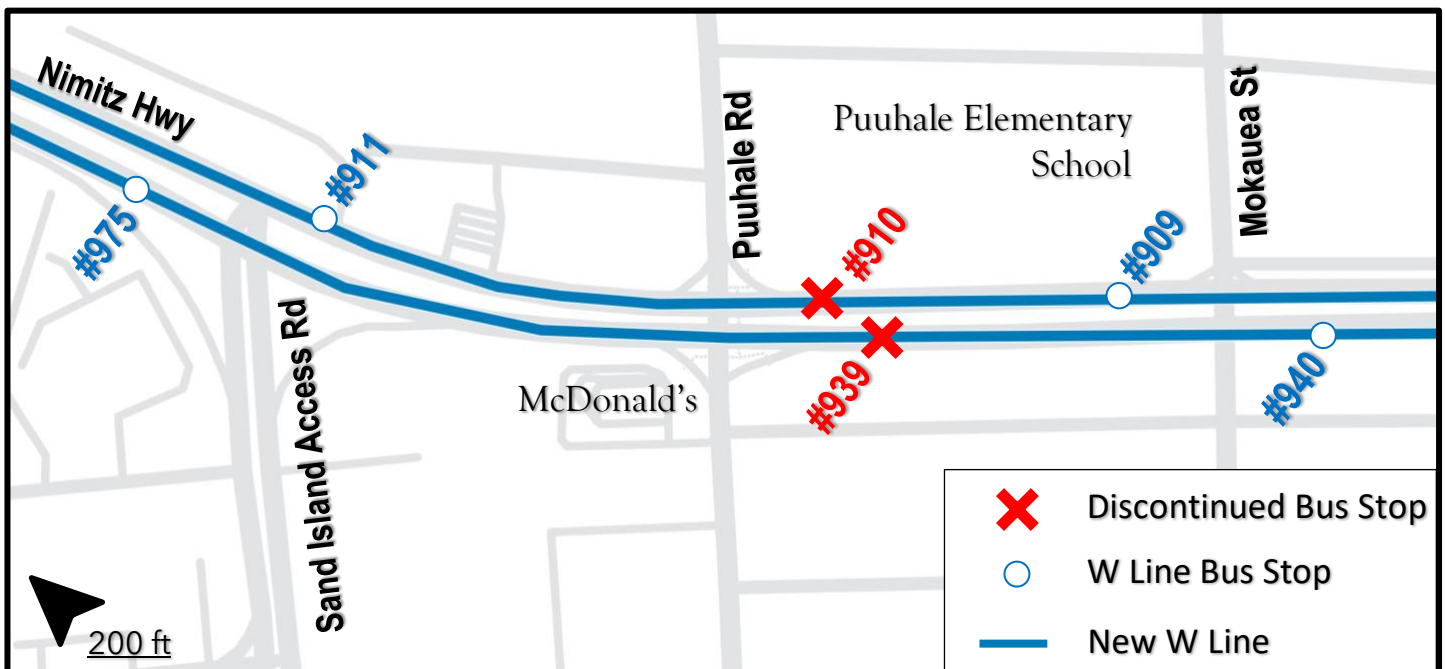 Nimitz Hwy
#911
#975
Puuhale Rd
Puuhale Elementary
School
Mokauea St
#910
#909
Sand Island Access Rd
McDonald's
#939
#940
Discontinued Bus Stop
W Line Bus Stop
New W Line
200 ft